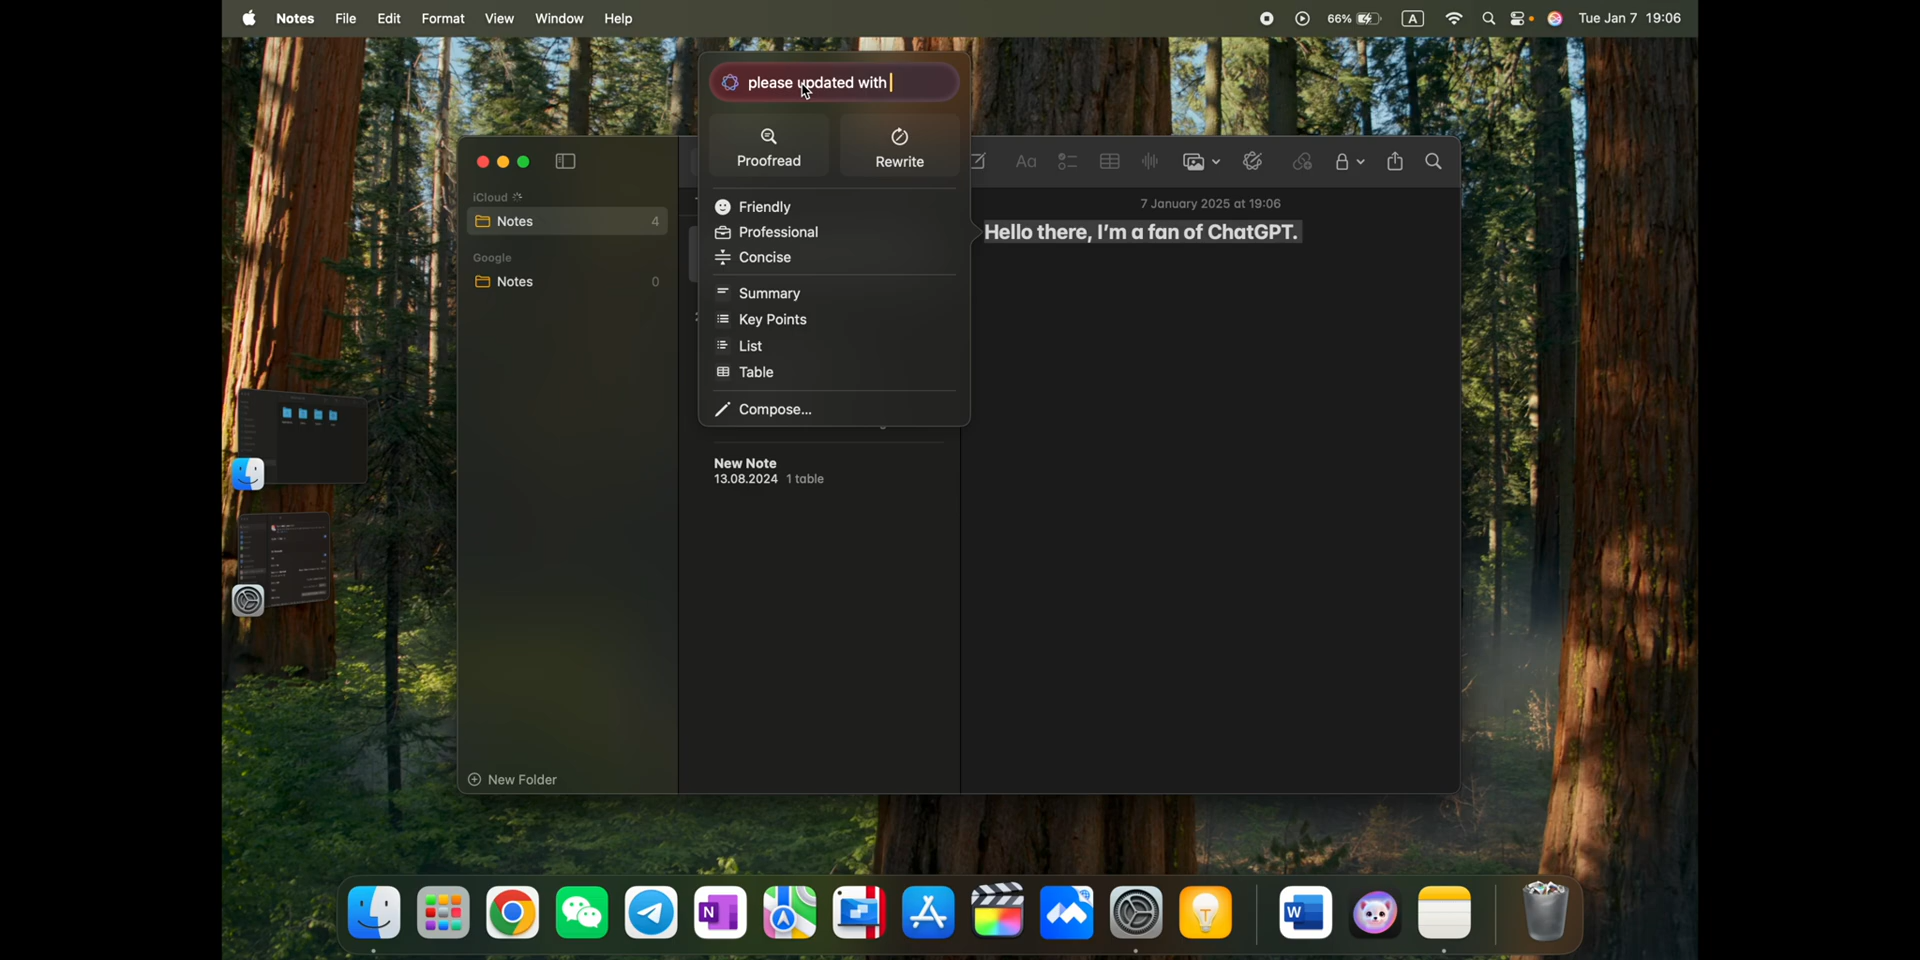 Notes File Edit Format View Window Help 66% A Tue Jan 7 19:06
please updated with
Proofread Rewrite
Friendly
Professional
Concise
Summary
Key Points
List
Table
Compose...
iCloud
Notes 4
Google
Notes 0
New Folder
New Note
13.08.2024 1 table
Aa
7 January 2025 at 19:06
Hello there, I'm a fan of ChatGPT.
N
T
W